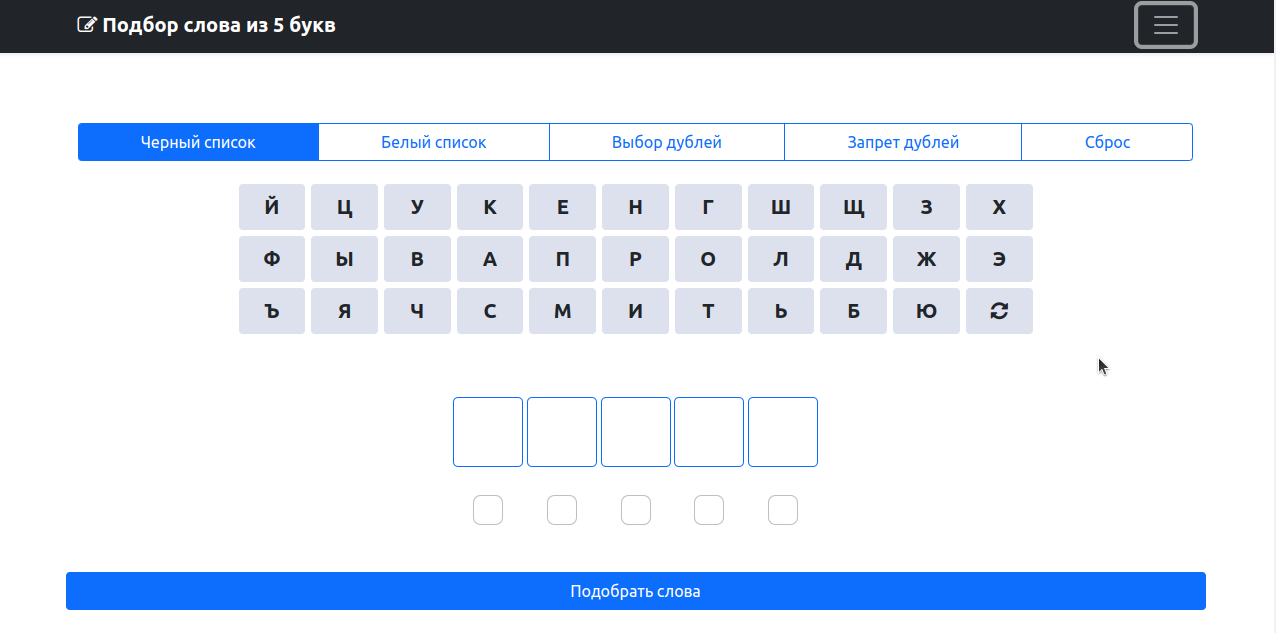 Подбор слова из 5 букв
Черный список Белый список Выбор дублей Запрет дублей Сброс
Й Ц У К Е Н Г Ш Щ З Х
Ф Ы В А П Р О Л Д Ж Э
Ъ Я Ч С М И Т Ь Б Ю
Подобрать слова